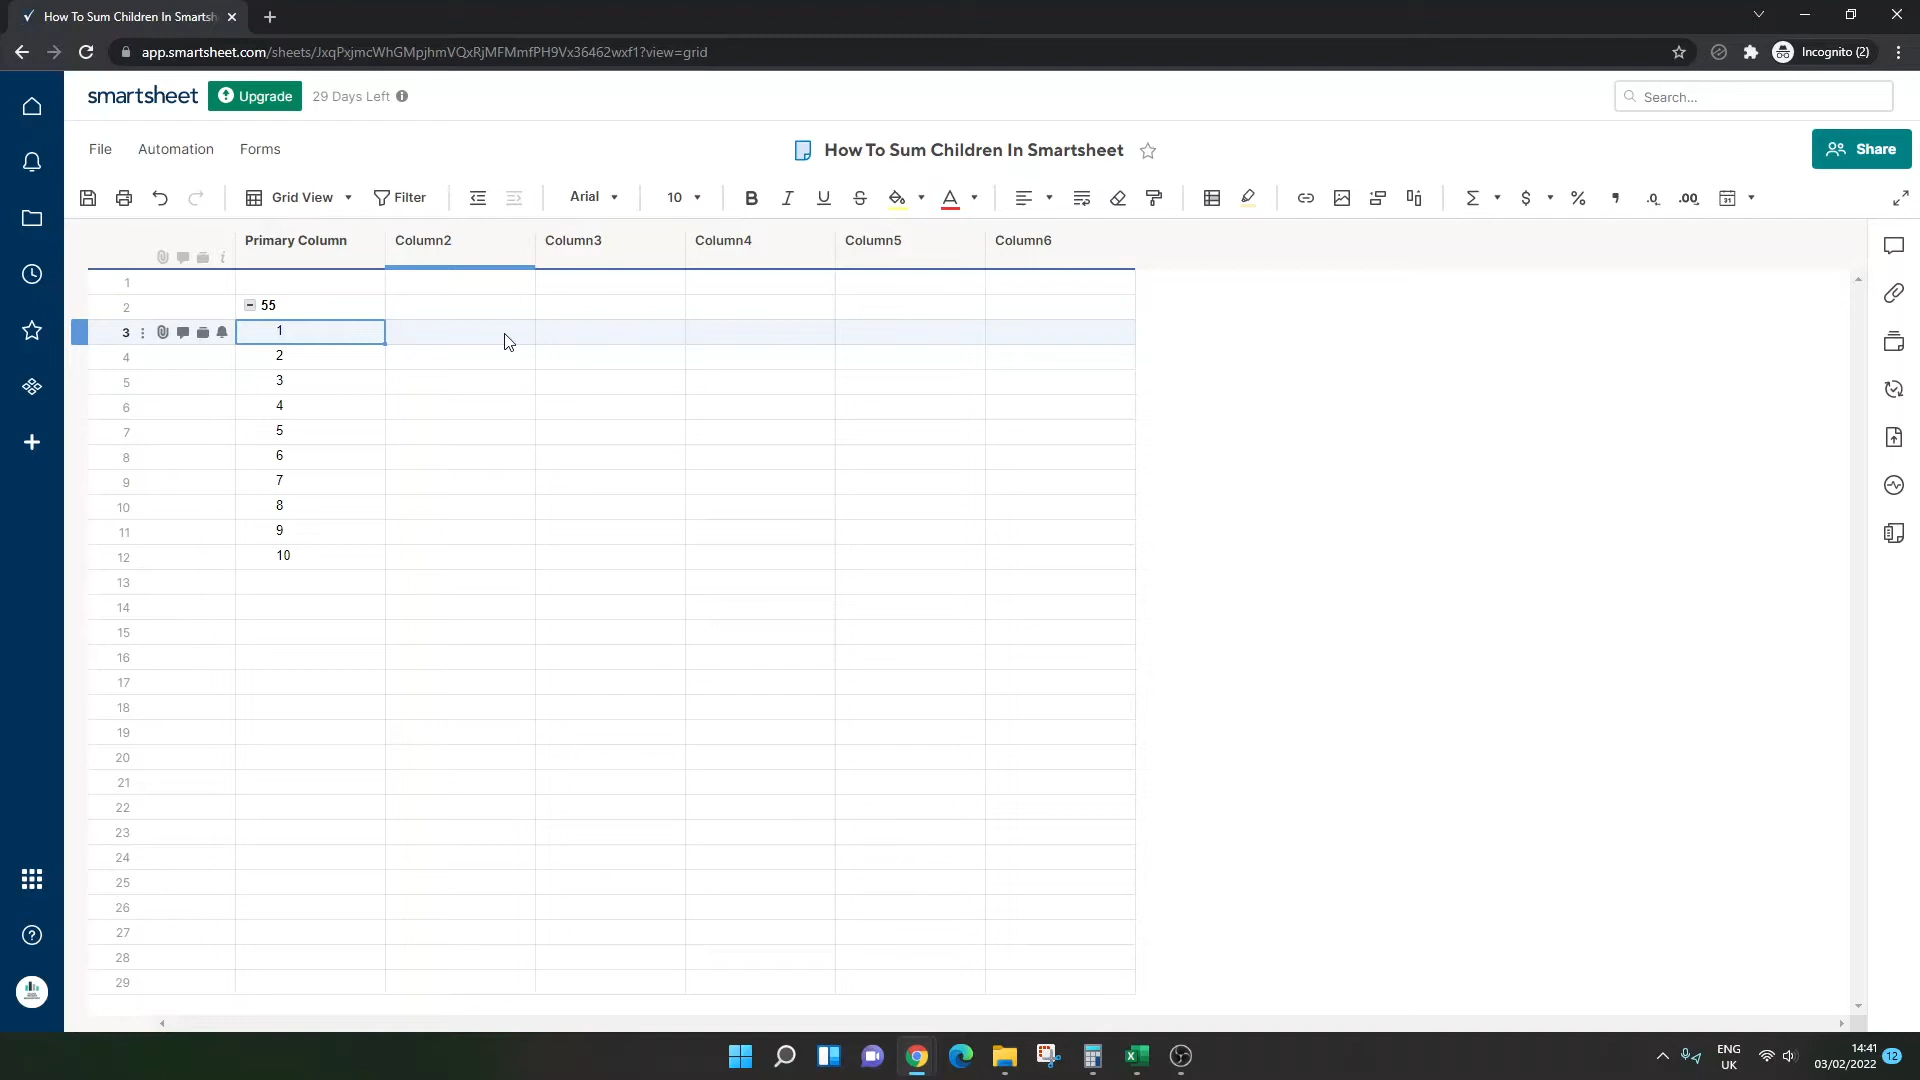 How To Sum Children In Smartsh
app.smartsheet.com/sheets/JxqPxjmcWhGMpjhmVQxRjMFMmfPH9Vx36462wxf1?view=grid
Incognito (2)
smartsheet
Upgrade
29 Days Left
Search...
File Automation Forms
How To Sum Children In Smartsheet
Share
Grid View Filter Arial 10 B I U S A Σ $ % , .0 .00 31
Primary Column Column2 Column3 Column4 Column5 Column6
1
2 55
3 1
4 2
5 3
6 4
7 5
8 6
9 7
10 8
11 9
12 10
13
14
15
16
17
18
19
20
21
22
23
24
25
26
27
28
29
ENG
UK
14:41
03/02/2022
12